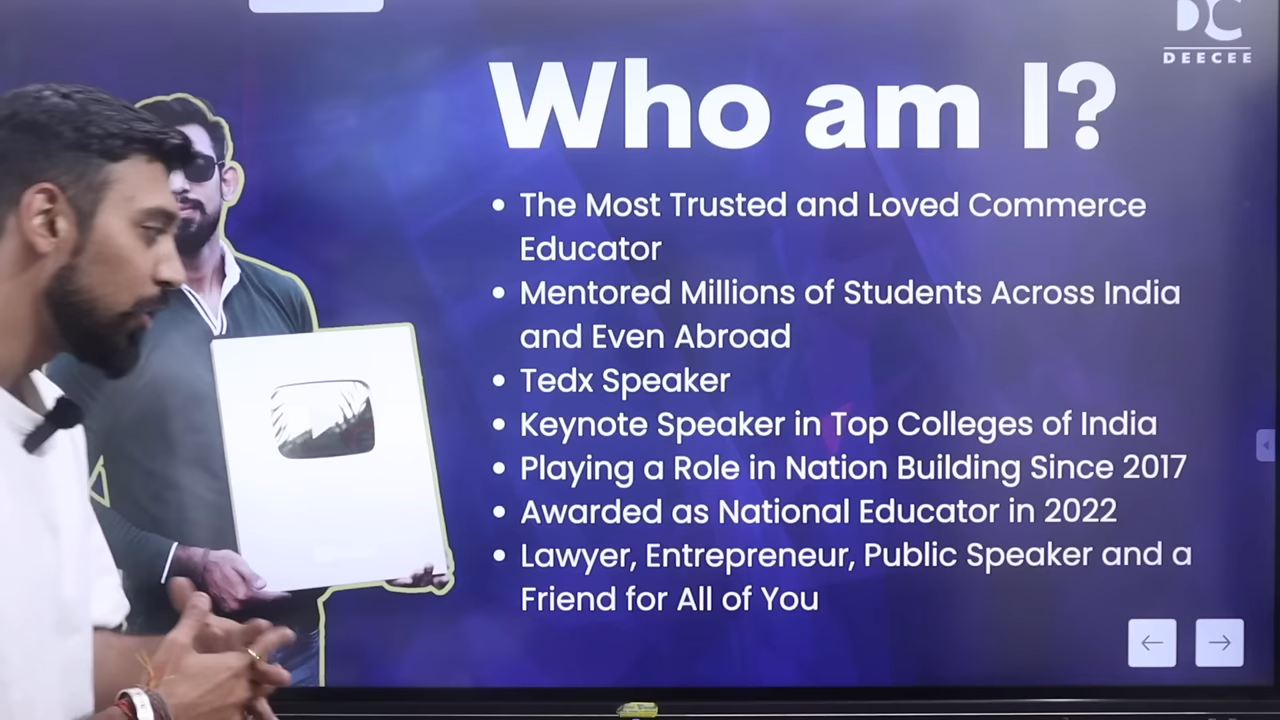 DC
DEECEE
Who am I?
The Most Trusted and Loved Commerce
Educator
Mentored Millions of Students Across India
and Even Abroad
Tedx Speaker
Keynote Speaker in Top Colleges of India
Playing a Role in Nation Building Since 2017
Awarded as National Educator in 2022
Lawyer, Entrepreneur, Public Speaker and a
Friend for All of You